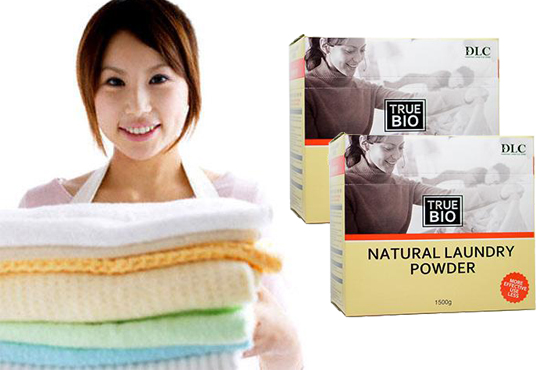 DLC
TRUE
BIO
DLC
TRUE
BIO
NATURAL LAUNDRY
POWDER
MORE
EFFECTIVE
USE
LESS
1500g